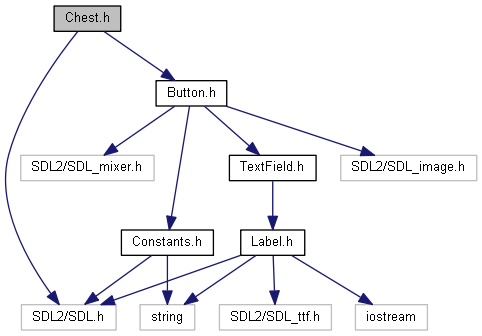 Chest.h
Button.h
SDL2/SDL_mixer.h
TextField.h
SDL2/SDL_image.h
Constants.h
Label.h
SDL2/SDL.h
string
SDL2/SDL_ttf.h
iostream